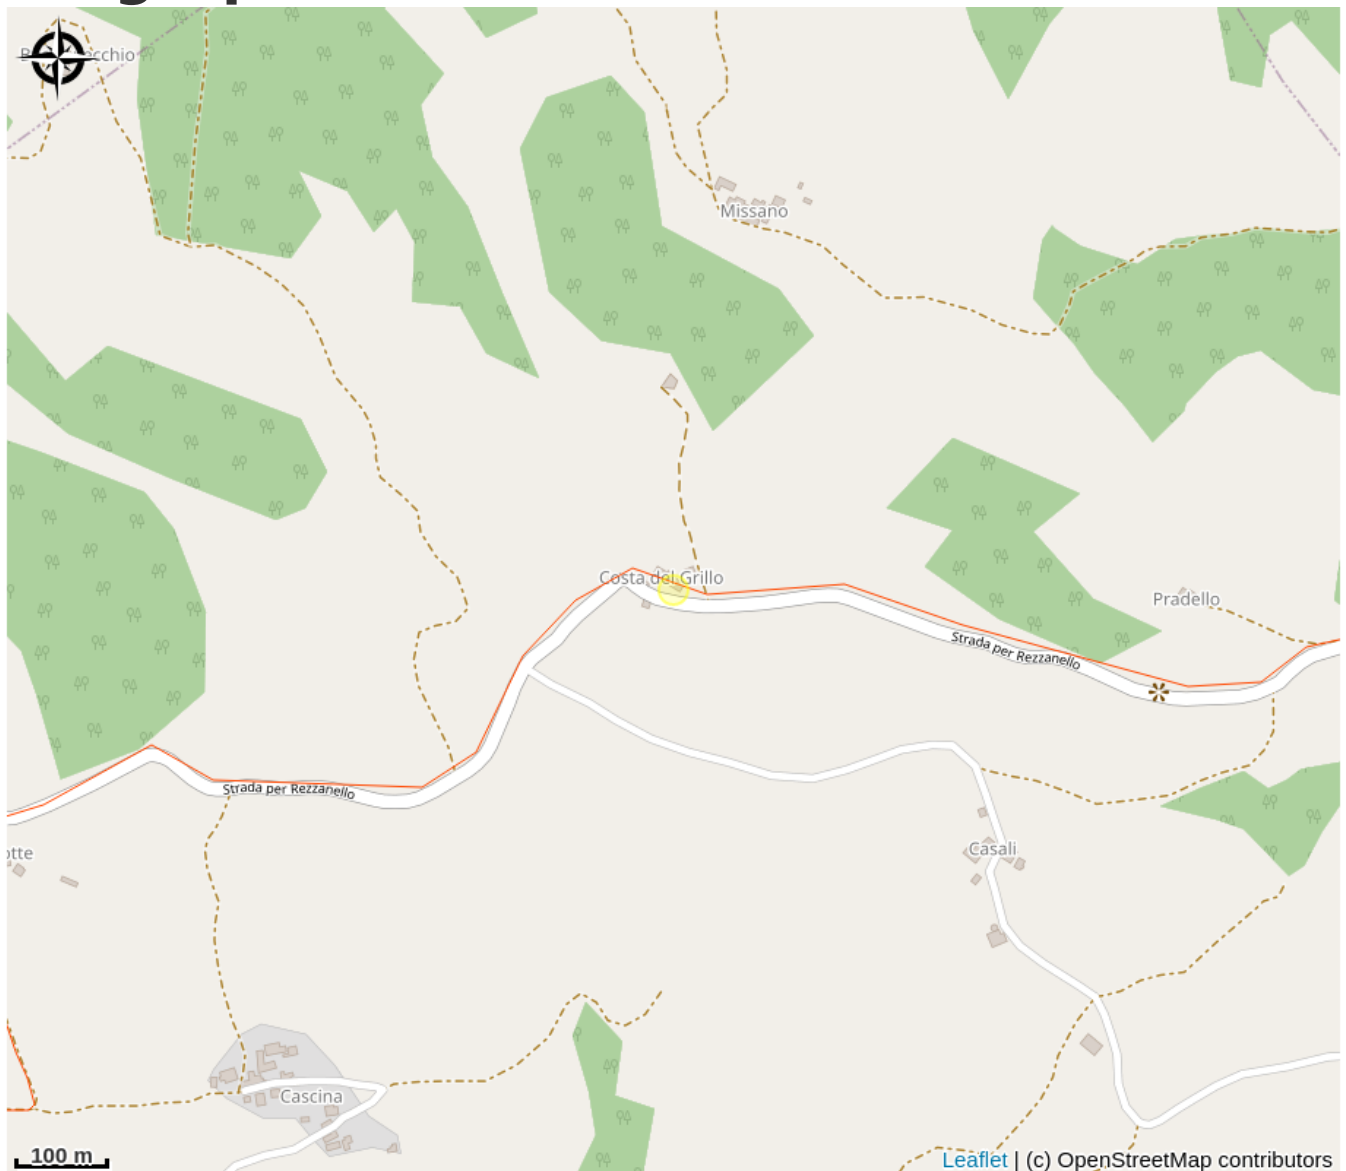 Missano
Costa del Grillo
Pradello
Strada per Rezzanello
Strada per Rezzanello
Casali
Cascina
100 m
Leaflet | (c) OpenStreetMap contributors